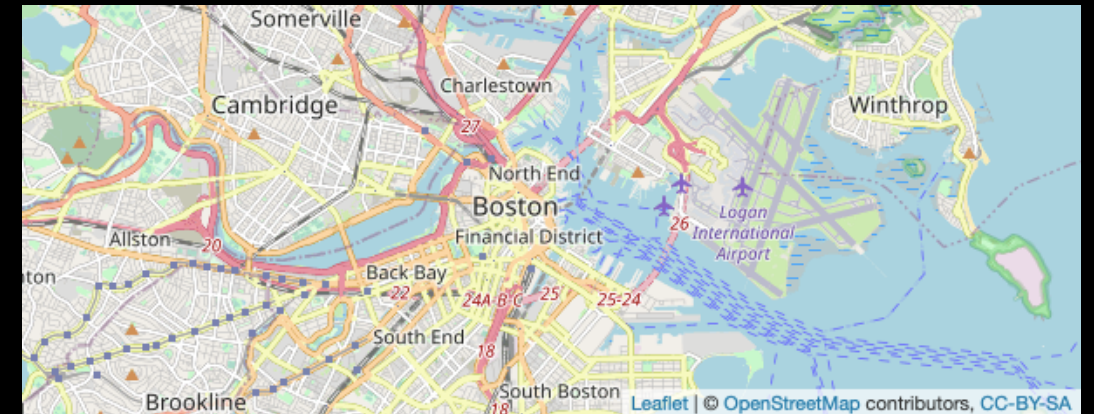 Somerville
Charlestown
Cambridge
Winthrop
27
North End
Boston
Logan
International
Airport
26
Allston
20
Financial District
ton
Back Bay
22
24A-B-C
25
25-24
South End
18
South Boston
Brookline
18
Leaflet | © OpenStreetMap contributors, CC-BY-SA